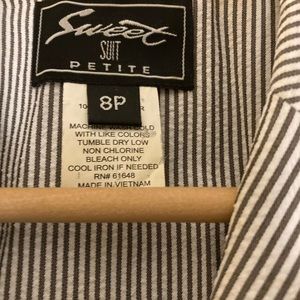 Sweet
SUIT
PETITE
8P
MACHINE WASH COLD
WITH LIKE COLORS
TUMBLE DRY LOW
NON CHLORINE
BLEACH ONLY
COOL IRON IF NEEDED
RN# 61648
MADE IN VIETNAM